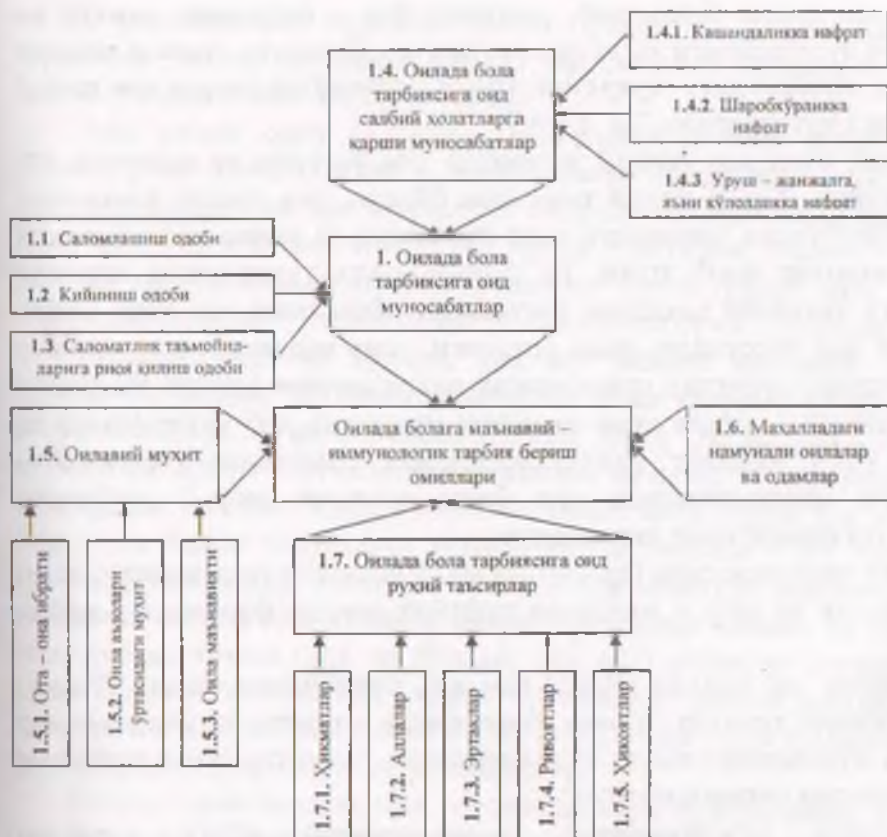 1.4.1. Кашандаликка нафрат
1.4. Оилада бола
тарбиясига оид
салбий ҳолатларга
қарши муносабатлар
1.4.2. Шаробхўрликка
нафрат
1.4.3. Уруш – жанжалга,
яъни кўполликка нафрат
1.1. Саломлашиш одоби
1. Оилада бола
тарбиясига оид
муносабатлар
1.2. Кийиниш одоби
1.3. Саломатлик таъмойил-
ларига риоя қилиш одоби
1.5. Оилавий муҳит
Оилада болага маънавий –
иммунологик тарбия бериш
омиллари
1.6. Маҳалладаги
намунали оилалар
ва одамлар
1.7. Оилада бола тарбиясига оид
руҳий таъсирлар
1.5.1. Ота – она ибрати
1.5.2. Оила аъзолари
ўртасидаги муҳит
1.5.3. Оила маънавияти
1.7.1. Ҳикматлар
1.7.2. Аллалар
1.7.3. Эртаклар
1.7.4. Ривоятлар
1.7.5. Ҳикоятлар